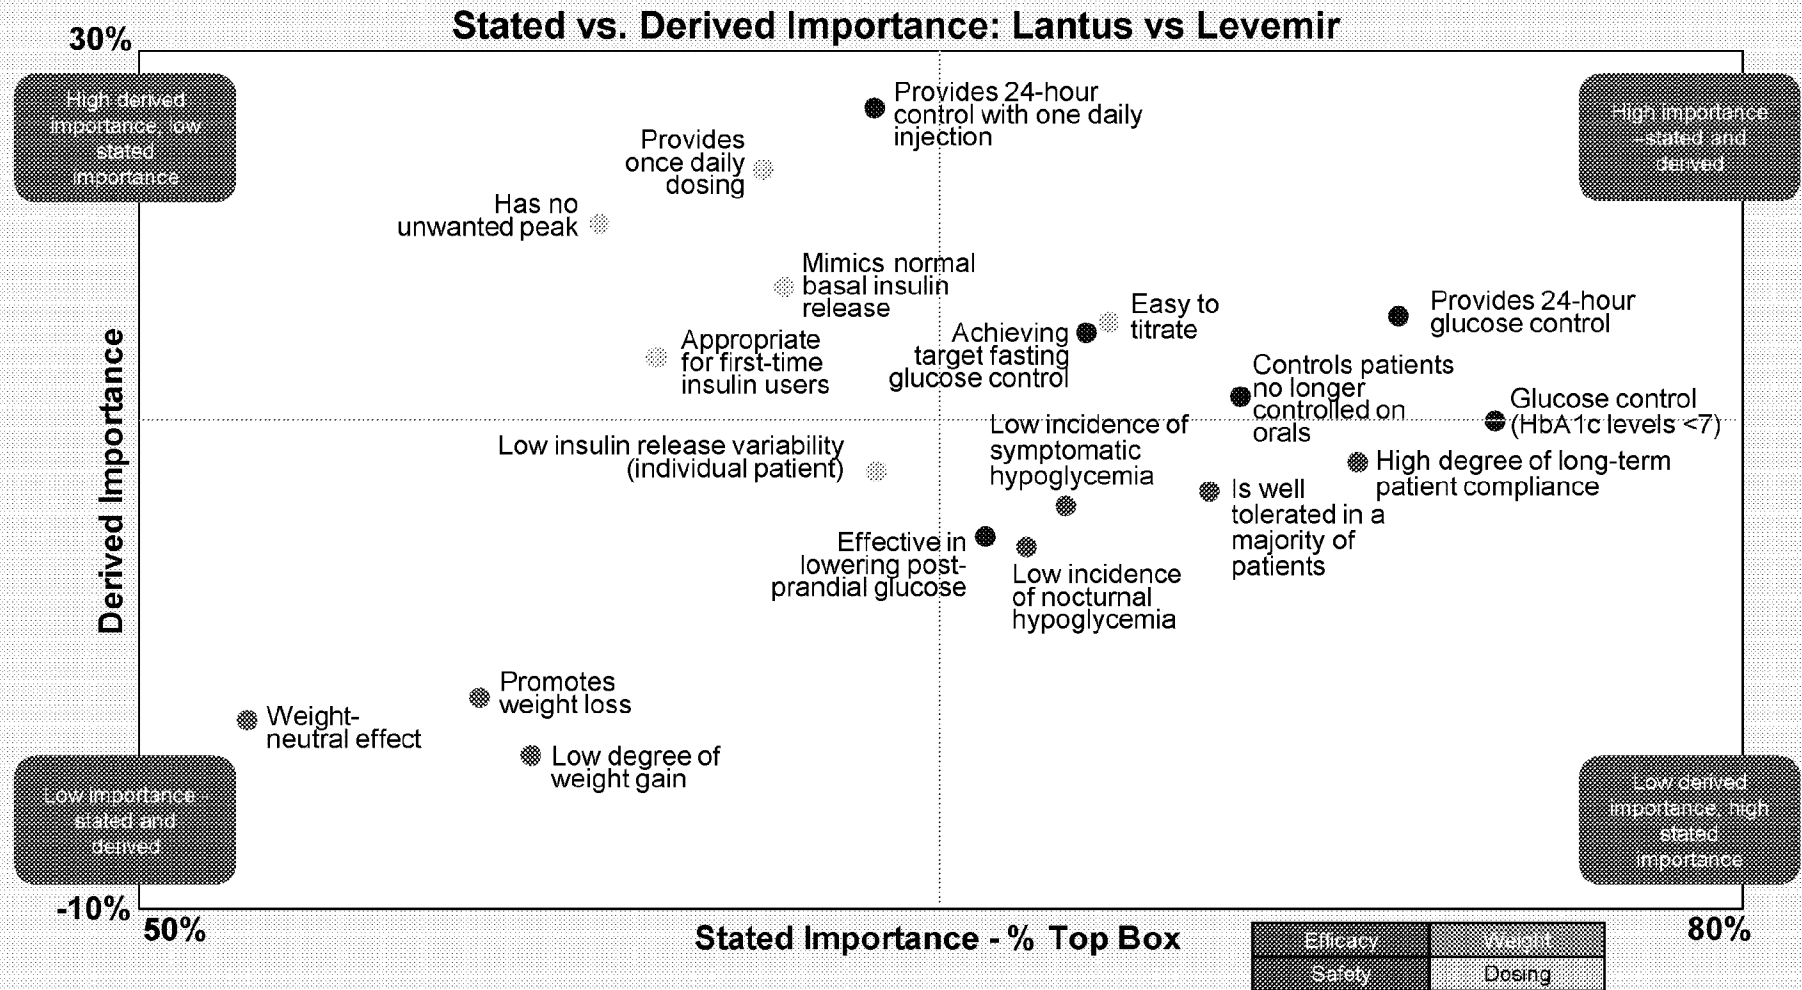 Stated vs. Derived Importance: Lantus vs Levemir
30%
High derived
importance, low
stated
importance
High importance
–stated and
derived
Provides 24-hour
control with one daily
injection
Provides
once daily
dosing
Has no
unwanted peak
Mimics normal
basal insulin
release
Easy to
titrate
Provides 24-hour
glucose control
Achieving
target fasting
glucose control
Appropriate
for first-time
insulin users
Controls patients
no longer
controlled on
orals
Glucose control
(HbA1c levels <7)
Low incidence of
symptomatic
hypoglycemia
Low insulin release variability
(individual patient)
High degree of long-term
patient compliance
Is well
tolerated in a
majority of
patients
Effective in
lowering post-
prandial glucose
Low incidence
of nocturnal
hypoglycemia
Derived Importance
Promotes
weight loss
Weight-
neutral effect
Low degree of
weight gain
Low importance –
stated and
derived
Low derived
importance, high
stated
importance
-10%
50%
Stated Importance - % Top Box
80%
Efficacy
Weight
Safety
Dosing